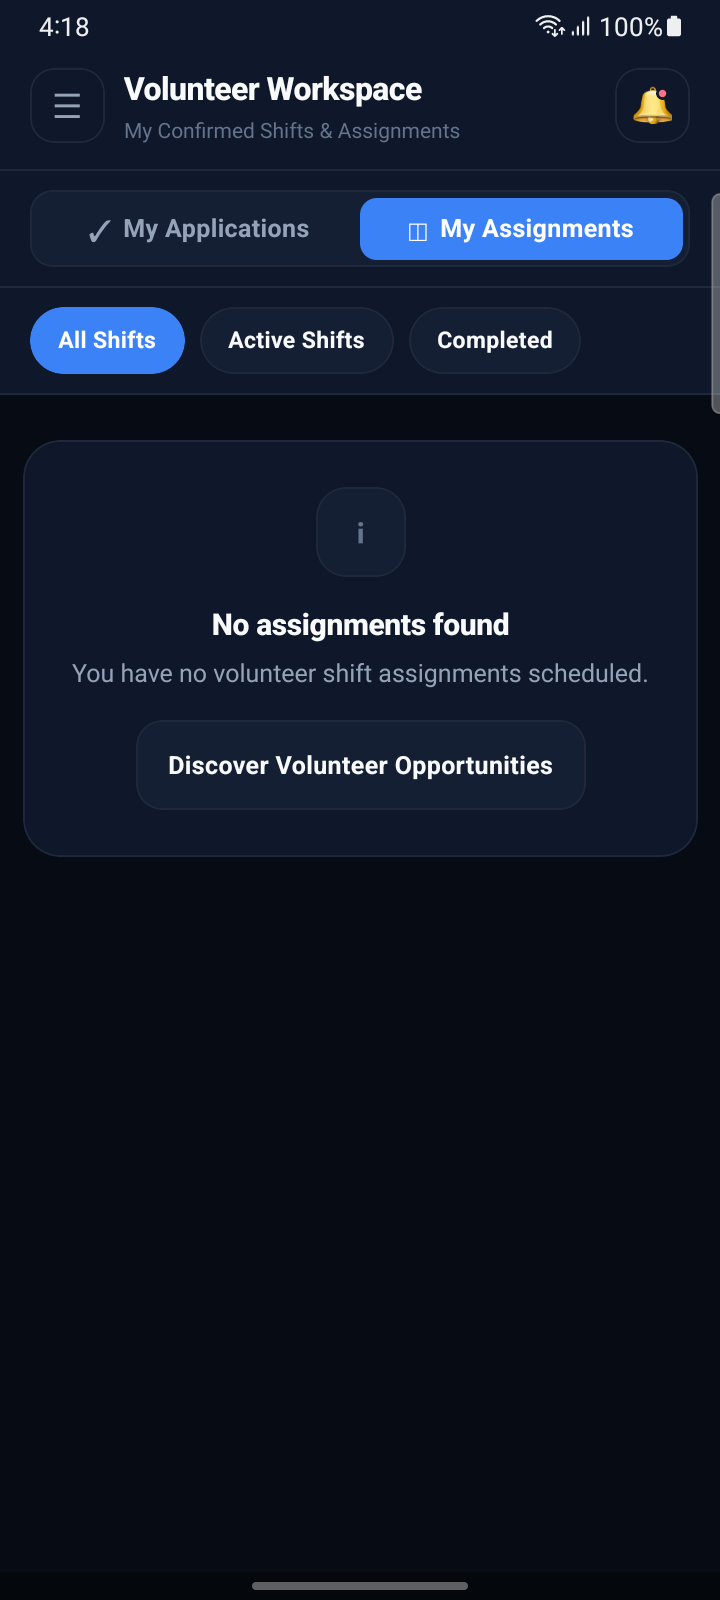 4:18
100%
Volunteer Workspace
My Confirmed Shifts & Assignments
✓ My Applications
My Assignments
All Shifts
Active Shifts
Completed
i
No assignments found
You have no volunteer shift assignments scheduled.
Discover Volunteer Opportunities